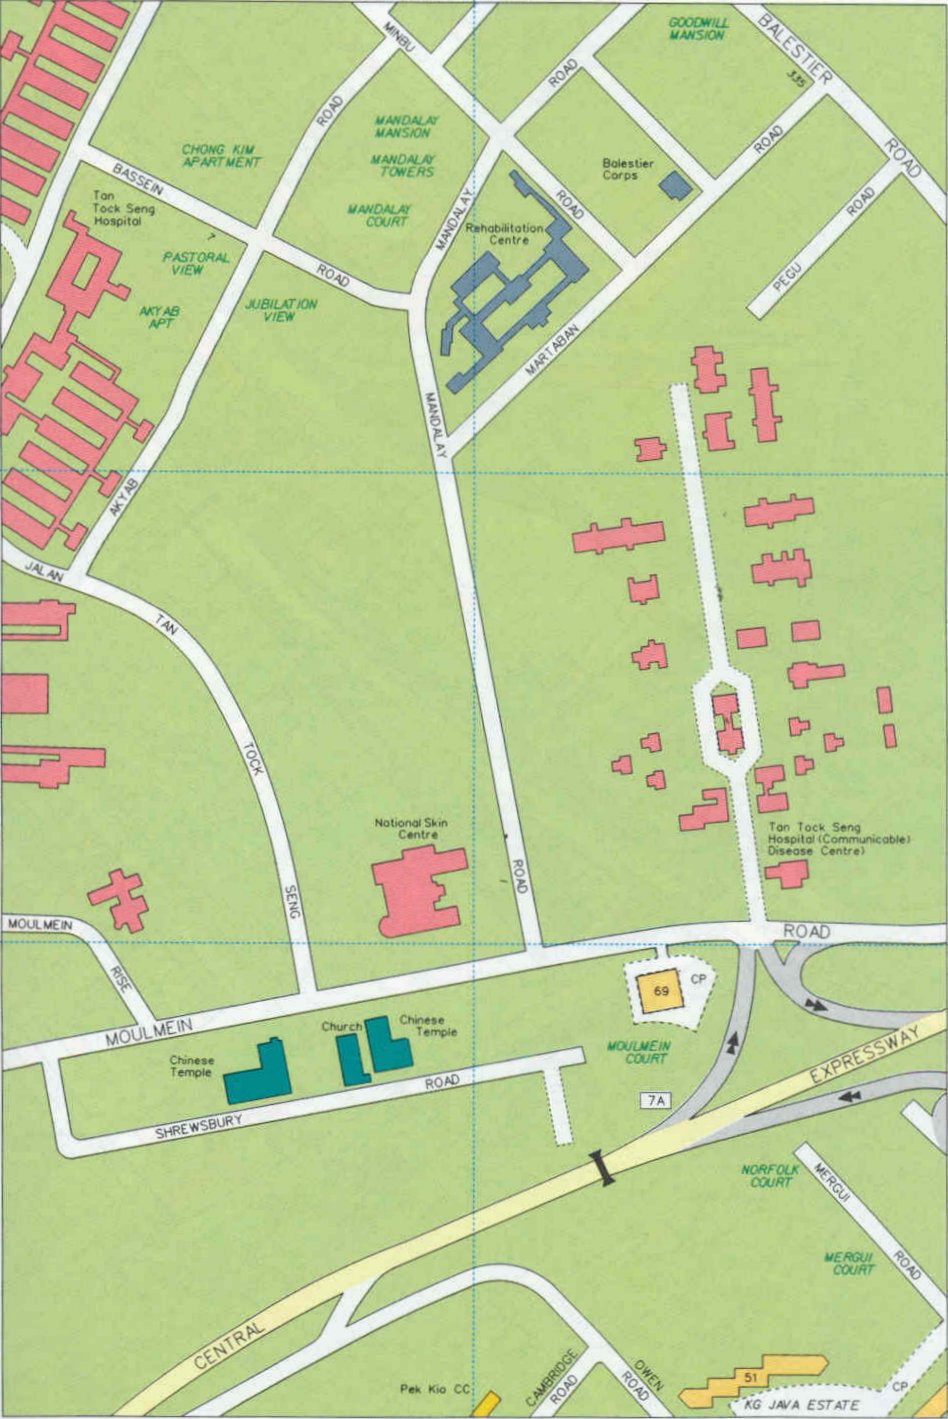 GOODWILL
MANSION
BALESTIER
335
MINBU
ROAD
ROAD
MANDALAY
MANSION
CHONG KIM
APARTMENT
MANDALAY
TOWERS
ROAD
ROAD
BASSEIN
Balestier
Corps
Tan
Tock Seng
Hospital
MANDALAY
COURT
MANDALAY
ROAD
ROAD
Rehabilitation
Centre
7
PASTORAL
VIEW
ROAD
PEGU
AKYAB
APT
JUBILATION
VIEW
MARTABAN
MANDALAY
AKYAB
JALAN
TAN
TOCK
National Skin
Centre
Tan Tock Seng
Hospital (Communicable)
Disease Centre)
ROAD
SENG
MOULMEIN
ROAD
RISE
CP
69
MOULMEIN
Church
Chinese
Temple
MOULMEIN
COURT
EXPRESSWAY
Chinese
Temple
ROAD
7A
SHREWSBURY
NORFOLK
COURT
MERGUI
MERGUI
COURT
ROAD
CENTRAL
CAMBRIDGE
ROAD
OWEN
ROAD
51
Pek Kio CC
CP
KG JAVA ESTATE